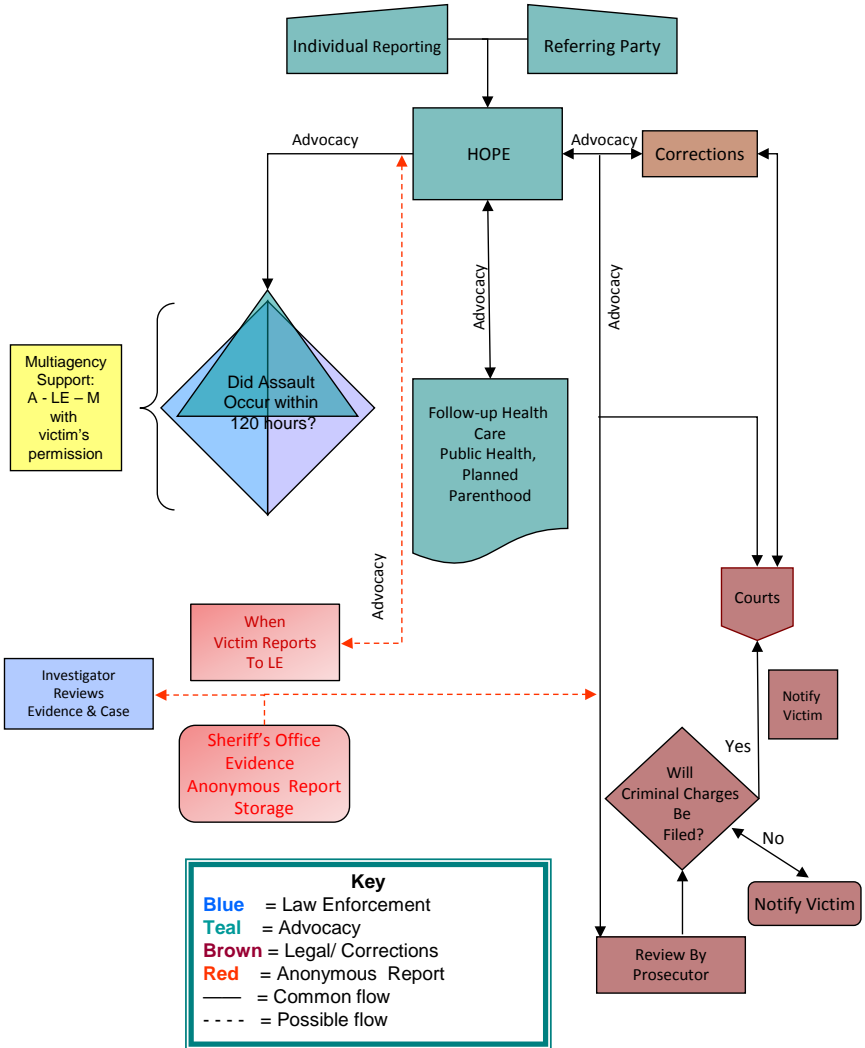 Individual Reporting
Referring Party
Advocacy
HOPE
Advocacy
Corrections
Advocacy
Advocacy
Multiagency
Support:
A - LE – M
with
victim's
permission
Did Assault
Occur within
120 hours?
Follow-up Health
Care
Public Health,
Planned
Parenthood
Advocacy
When
Victim Reports
To LE
Courts
Investigator
Reviews
Evidence & Case
Notify
Victim
Sheriff's Office
Evidence
Anonymous Report
Storage
Yes
Will
Criminal Charges
Be
Filed?
No
Notify Victim
Review By
Prosecutor
Key
Blue = Law Enforcement
Teal = Advocacy
Brown = Legal/ Corrections
Red = Anonymous Report
—— = Common flow
- - - - = Possible flow